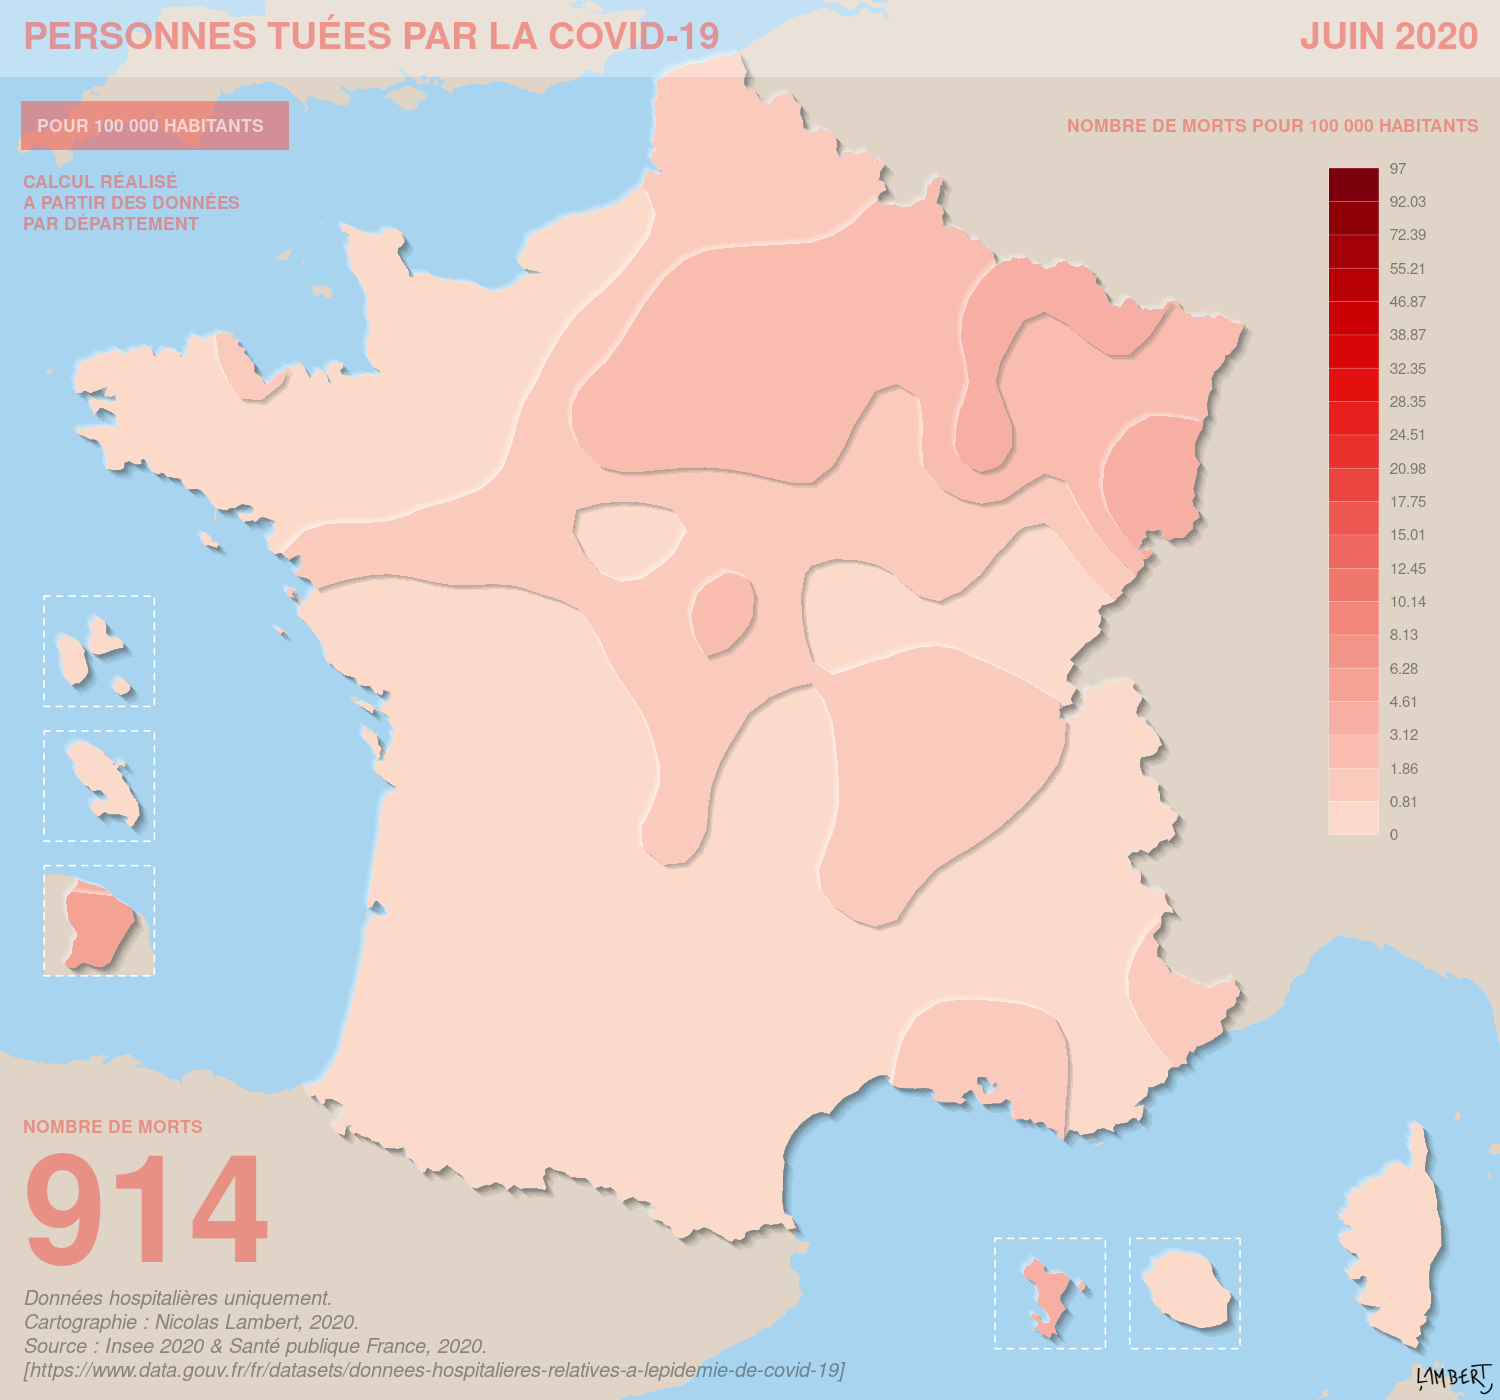 PERSONNES TUÉES PAR LA COVID-19
JUIN 2020
POUR 100 000 HABITANTS
CALCUL RÉALISÉ
A PARTIR DES DONNÉES
PAR DÉPARTEMENT
NOMBRE DE MORTS POUR 100 000 HABITANTS
97
92.03
72.39
55.21
46.87
38.87
32.35
28.35
24.51
20.98
17.75
15.01
12.45
10.14
8.13
6.28
4.61
3.12
1.86
0.81
0
NOMBRE DE MORTS
914
Données hospitalières uniquement.
Cartographie : Nicolas Lambert, 2020.
Source : Insee 2020 & Santé publique France, 2020.
[https://www.data.gouv.fr/fr/datasets/donnees-hospitalieres-relatives-a-lepidemie-de-covid-19]
LAMBERT